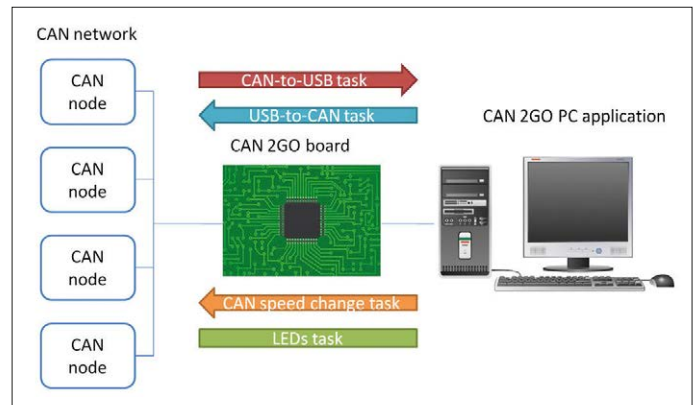 CAN network
CAN
node
CAN
node
CAN
node
CAN
node
CAN-to-USB task
USB-to-CAN task
CAN 2GO board
CAN speed change task
LEDs task
CAN 2GO PC application